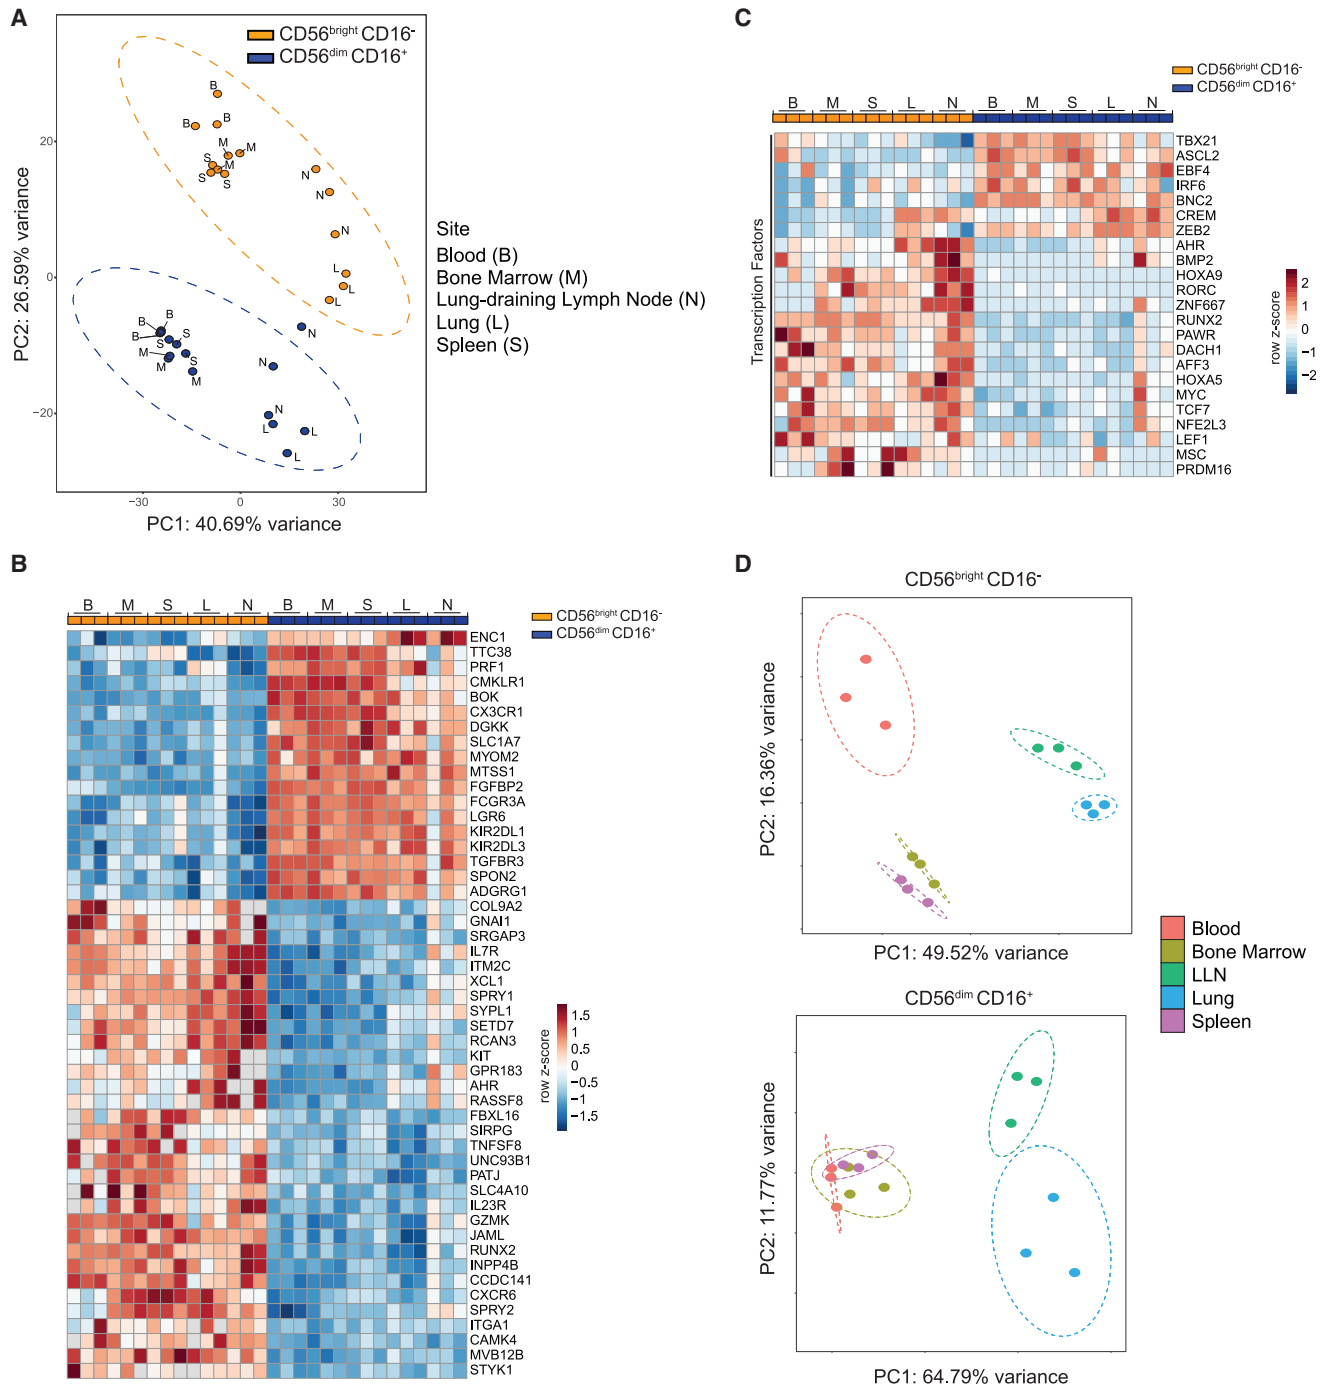 A
CD56bright CD16-
CD56dim CD16+
B
B
B
M
M
S
M
S
S
N
N
N
L
L
L
B
B
S
S
M
S
M
M
N
N
N
L
L
L
20
0
−20
−30
0
30
PC2: 26.59% variance
PC1: 40.69% variance
Site
Blood (B)
Bone Marrow (M)
Lung-draining Lymph Node (N)
Lung (L)
Spleen (S)
C
CD56bright CD16-
CD56dim CD16+
B M S L N B M S L N
Transcription Factors
TBX21
ASCL2
EBF4
IRF6
BNC2
CREM
ZEB2
AHR
BMP2
HOXA9
RORC
ZNF667
RUNX2
PAWR
DACH1
AFF3
HOXA5
MYC
TCF7
NFE2L3
LEF1
MSC
PRDM16
row z-score
2
1
0
−1
−2
B
B M S L N B M S L N
CD56bright CD16-
CD56dim CD16+
ENC1
TTC38
PRF1
CMKLR1
BOK
CX3CR1
DGKK
SLC1A7
MYOM2
MTSS1
FGFBP2
FCGR3A
LGR6
KIR2DL1
KIR2DL3
TGFBR3
SPON2
ADGRG1
COL9A2
GNAI1
SRGAP3
IL7R
ITM2C
XCL1
SPRY1
SYPL1
SETD7
RCAN3
KIT
GPR183
AHR
RASSF8
FBXL16
SIRPG
TNFSF8
UNC93B1
PATJ
SLC4A10
IL23R
GZMK
JAML
RUNX2
INPP4B
CCDC141
CXCR6
SPRY2
ITGA1
CAMK4
MVB12B
STYK1
row z-score
1.5
1
0.5
0
−0.5
−1
−1.5
D
CD56bright CD16-
PC2: 16.36% variance
PC1: 49.52% variance
CD56dim CD16+
PC2: 11.77% variance
PC1: 64.79% variance
Blood
Bone Marrow
LLN
Lung
Spleen